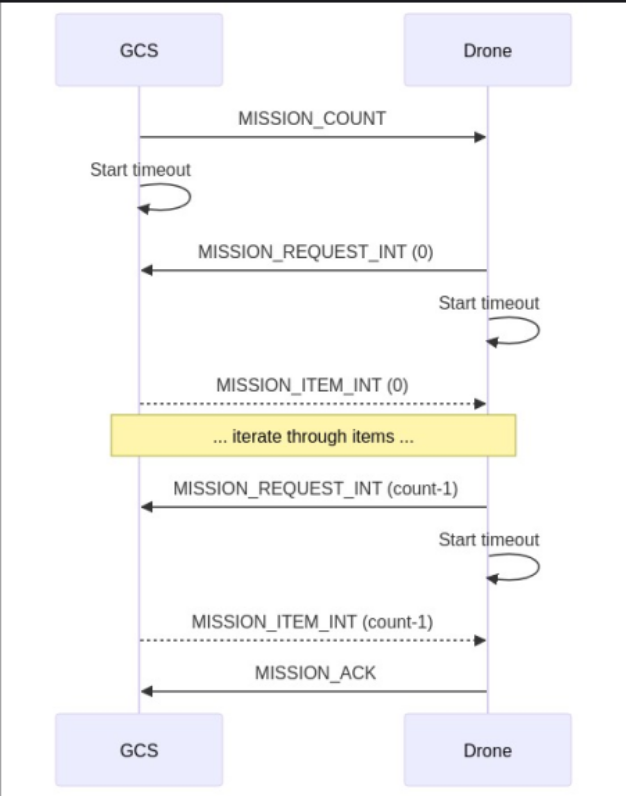 GCS
Drone
MISSION_COUNT
Start timeout
MISSION_REQUEST_INT (0)
Start timeout
MISSION_ITEM_INT (0)
... iterate through items ...
MISSION_REQUEST_INT (count-1)
Start timeout
MISSION_ITEM_INT (count-1)
MISSION_ACK
GCS
Drone